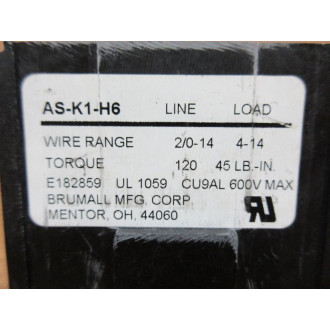 AS-K1-H6 LINE LOAD
WIRE RANGE 2/0-14 4-14
TORQUE 120 45 LB.-IN.
E182859 UL 1059 CU9AL 600V MAX
BRUMALL MFG. CORP.
MENTOR, OH. 44060